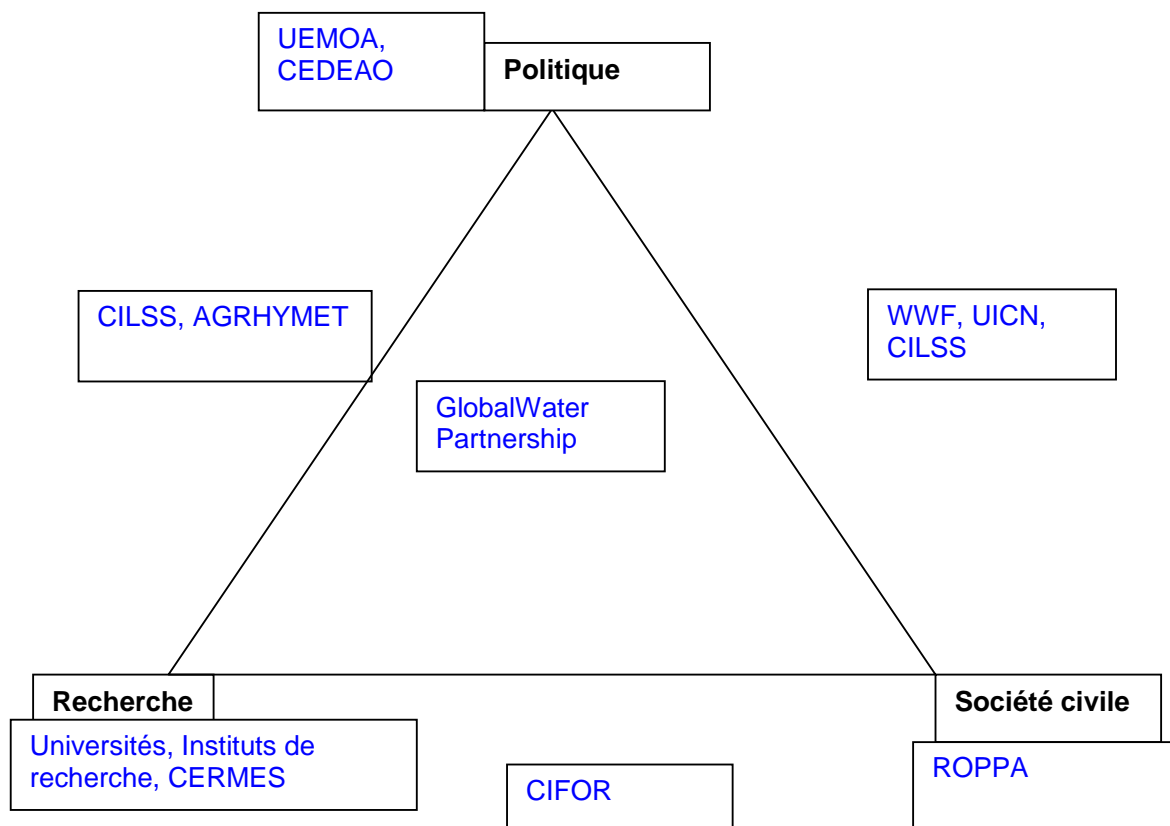 UEMOA,
CEDEAO
Politique
CILSS, AGRHYMET
WWF, UICN,
CILSS
GlobalWater
Partnership
Recherche
Société civile
Universités, Instituts de
recherche, CERMES
ROPPA
CIFOR